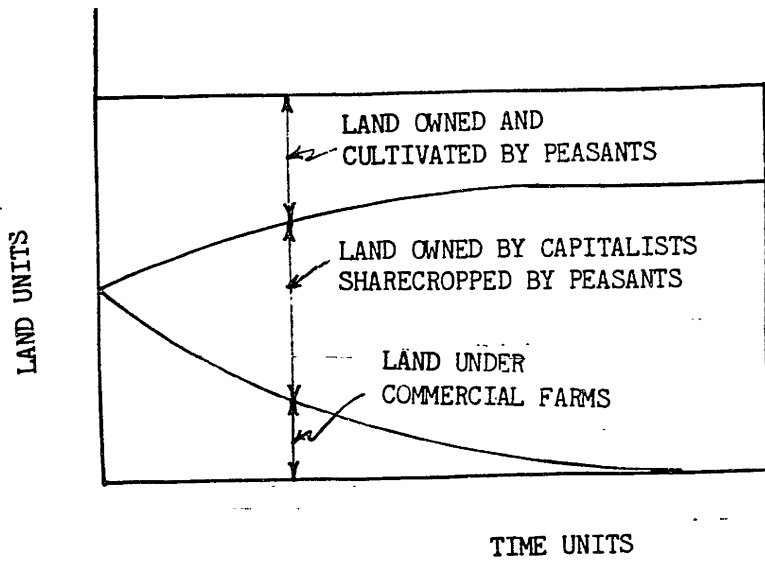 LAND OWNED AND
CULTIVATED BY PEASANTS
LAND OWNED BY CAPITALISTS
SHARECROPPED BY PEASANTS
LAND UNDER
COMMERCIAL FARMS
LAND UNITS
TIME UNITS